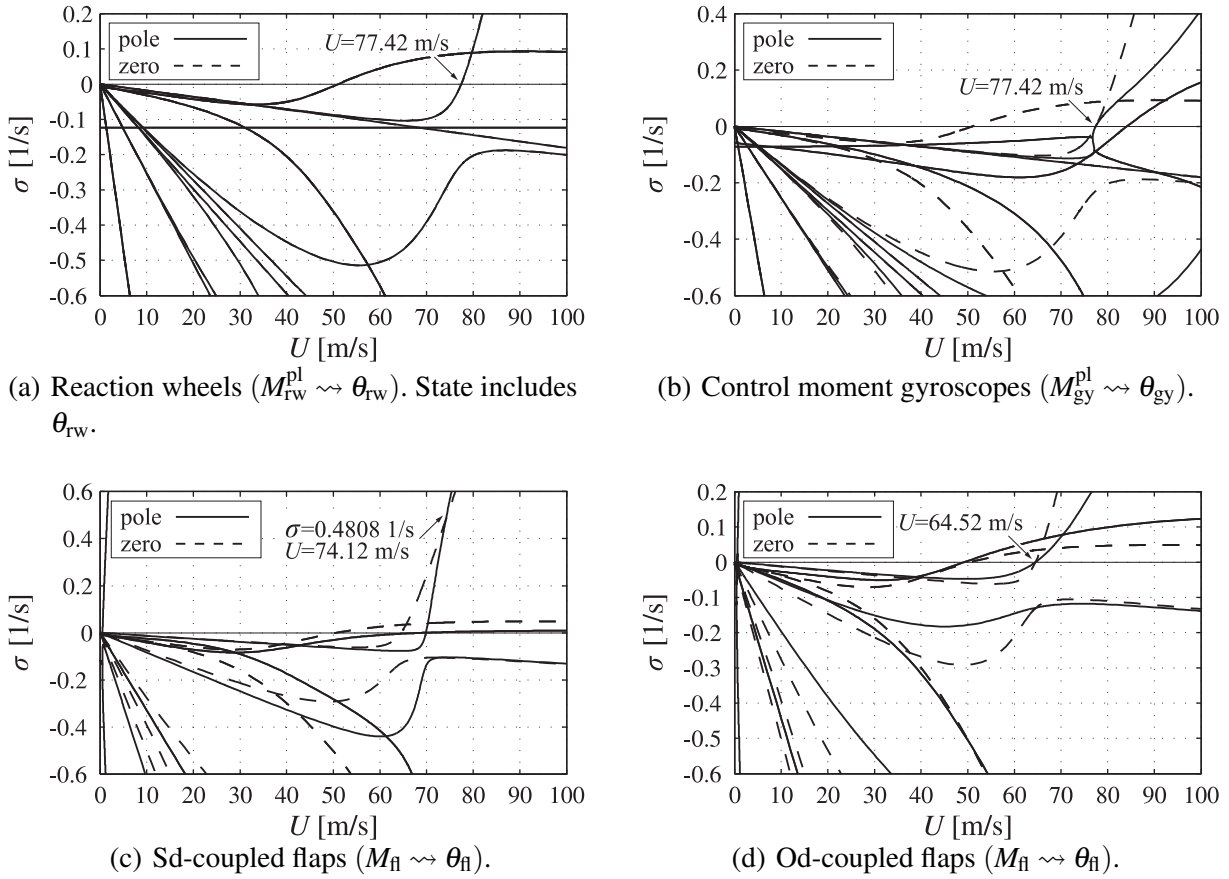 0.2
0.1
0
-0.1
-0.2
-0.3
-0.4
-0.5
-0.6
σ [1/s]
pole
zero
U=77.42 m/s
0 10 20 30 40 50 60 70 80 90 100
U [m/s]
(a) Reaction wheels (M_rw^pl ⇝ θ_rw). State includes
θ_rw.
0.4
0.2
0
-0.2
-0.4
-0.6
σ [1/s]
pole
zero
U=77.42 m/s
0 10 20 30 40 50 60 70 80 90 100
U [m/s]
(b) Control moment gyroscopes (M_gy^pl ⇝ θ_gy).
0.6
0.4
0.2
0
-0.2
-0.4
-0.6
σ [1/s]
pole
zero
σ=0.4808 1/s
U=74.12 m/s
0 10 20 30 40 50 60 70 80 90 100
U [m/s]
(c) Sd-coupled flaps (M_fl ⇝ θ_fl).
0.2
0.1
0
-0.1
-0.2
-0.3
-0.4
-0.5
-0.6
σ [1/s]
pole
zero
U=64.52 m/s
0 10 20 30 40 50 60 70 80 90 100
U [m/s]
(d) Od-coupled flaps (M_fl ⇝ θ_fl).